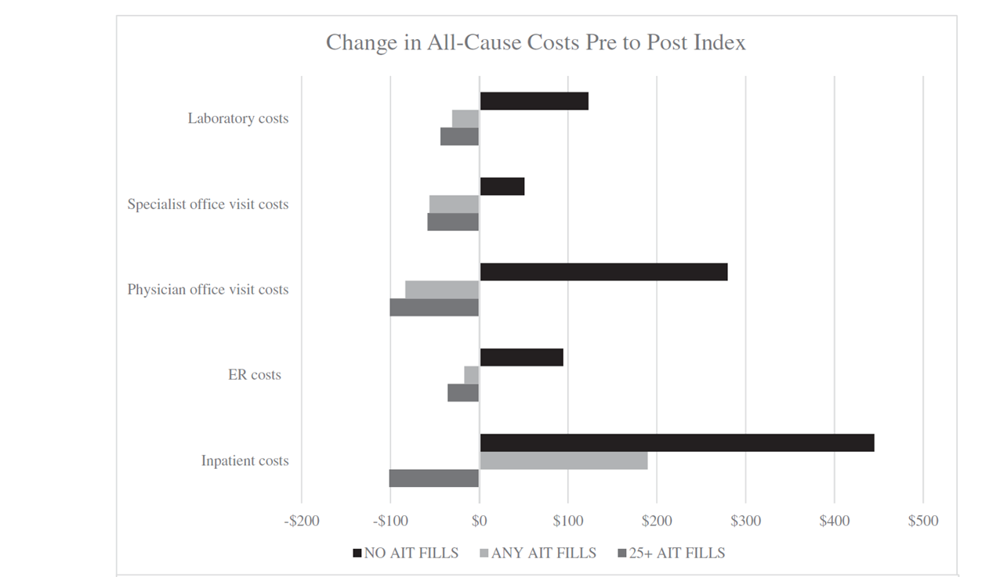 Change in All-Cause Costs Pre to Post Index
Laboratory costs
Specialist office visit costs
Physician office visit costs
ER costs
Inpatient costs
-$200 -$100 $0 $100 $200 $300 $400 $500
NO AIT FILLS ANY AIT FILLS 25+ AIT FILLS